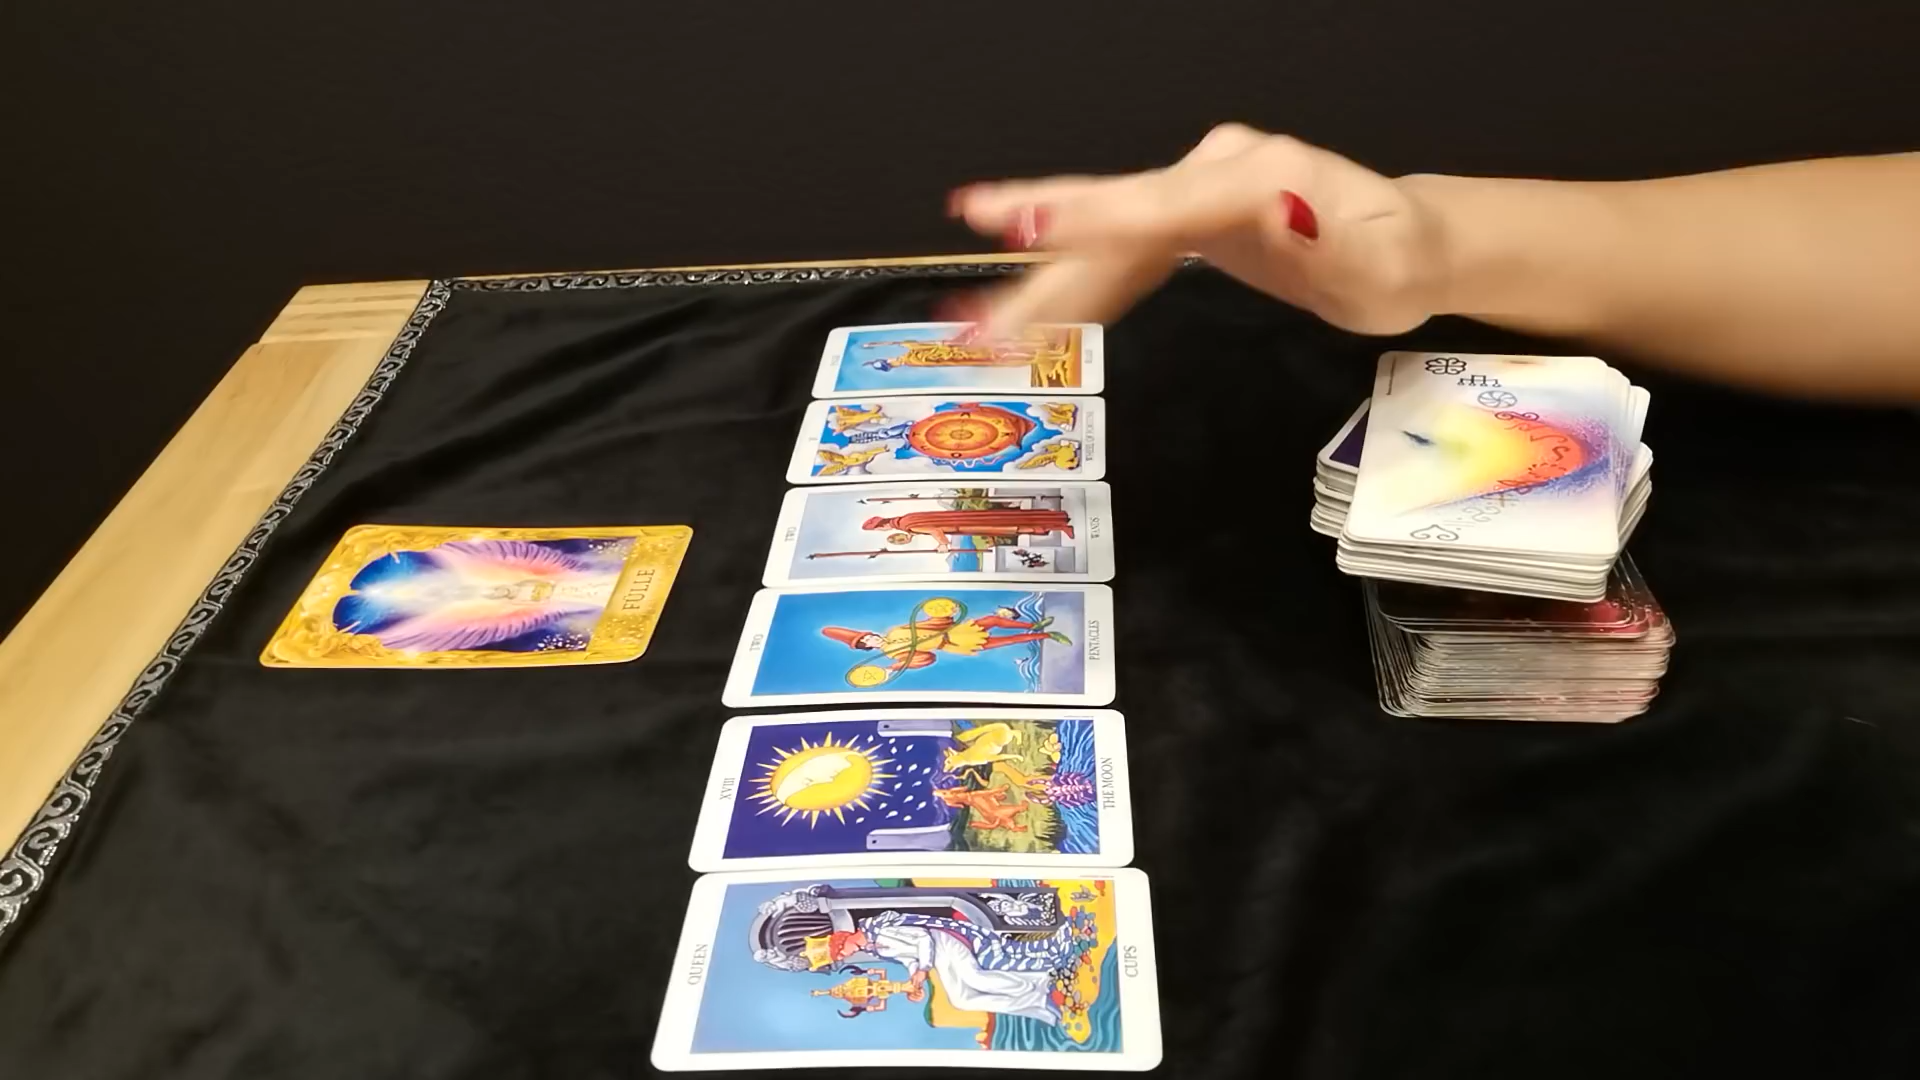 X
WHEEL OF FORTUNE
TWO
WANDS
TWO
PENTACLES
XVIII
THE MOON
QUEEN
CUPS
FÜLLE